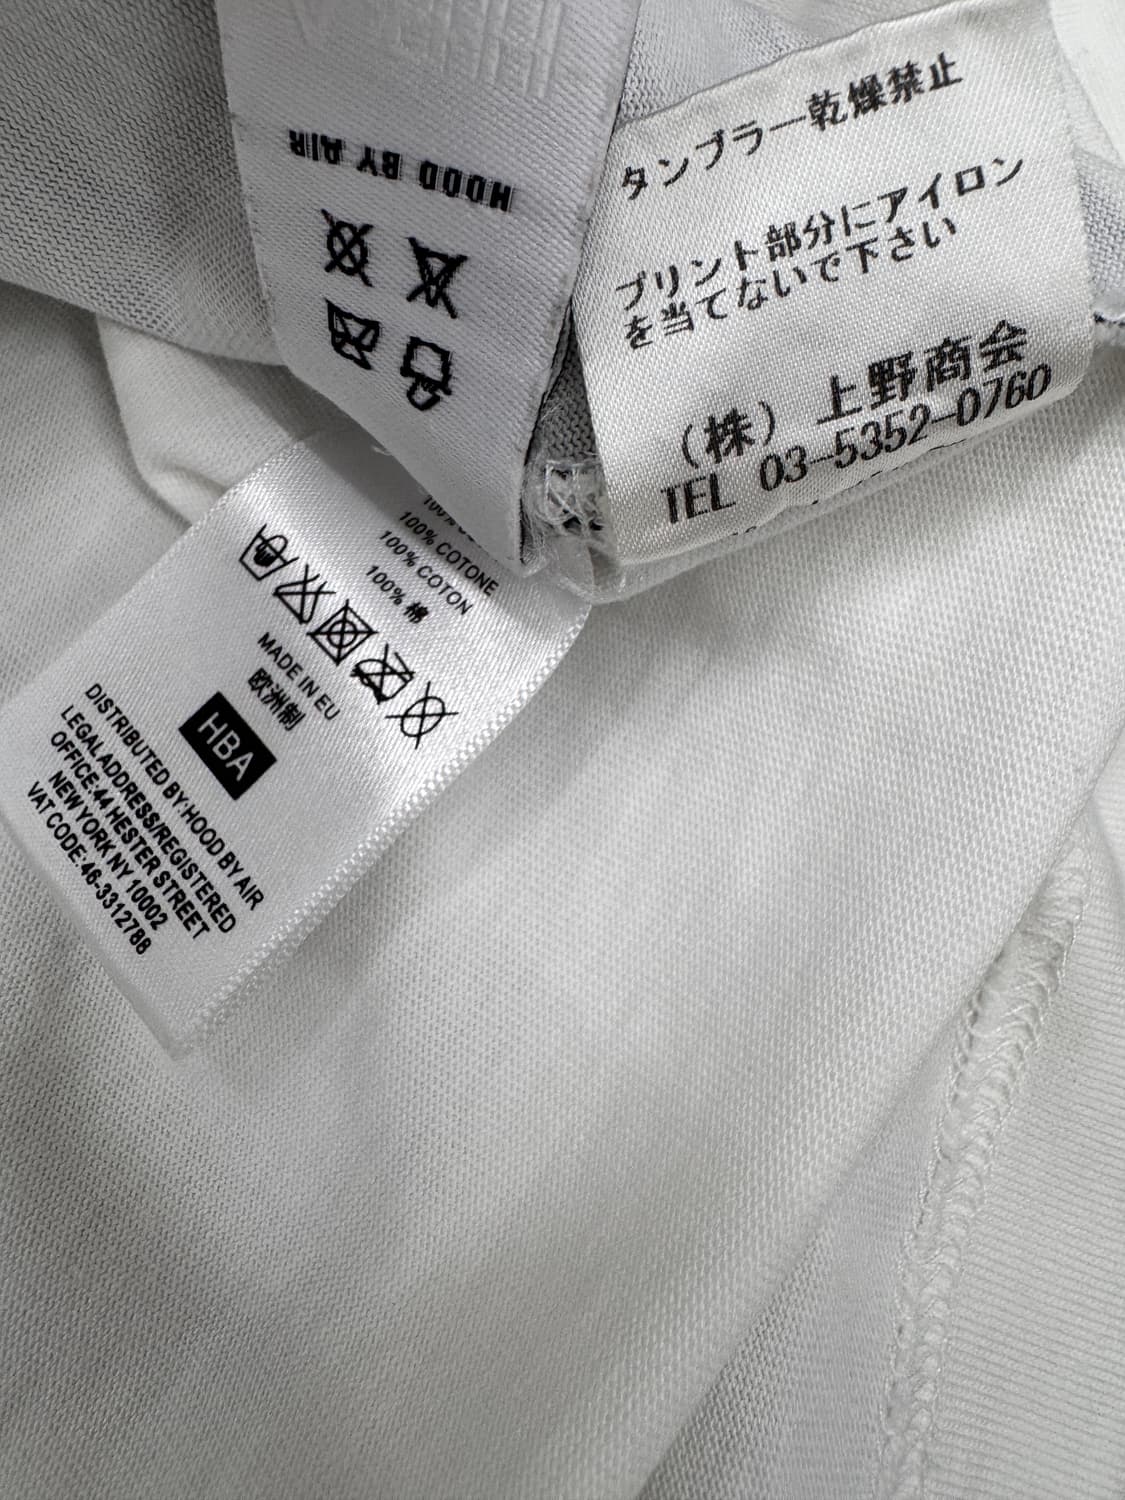 HOOD BY AIR
タンブラー乾燥禁止
プリント部分にアイロン
を当てないで下さい
(株) 上野商会
TEL 03-5352-0760
100% COTONE
100% COTON
100% 棉
MADE IN EU
欧洲制
HBA
DISTRIBUTED BY:HOOD BY AIR
LEGALADDRESS/REGISTERED
OFFICE:44 HESTER STREET
NEW YORK NY 10002
VAT CODE:46-3312788